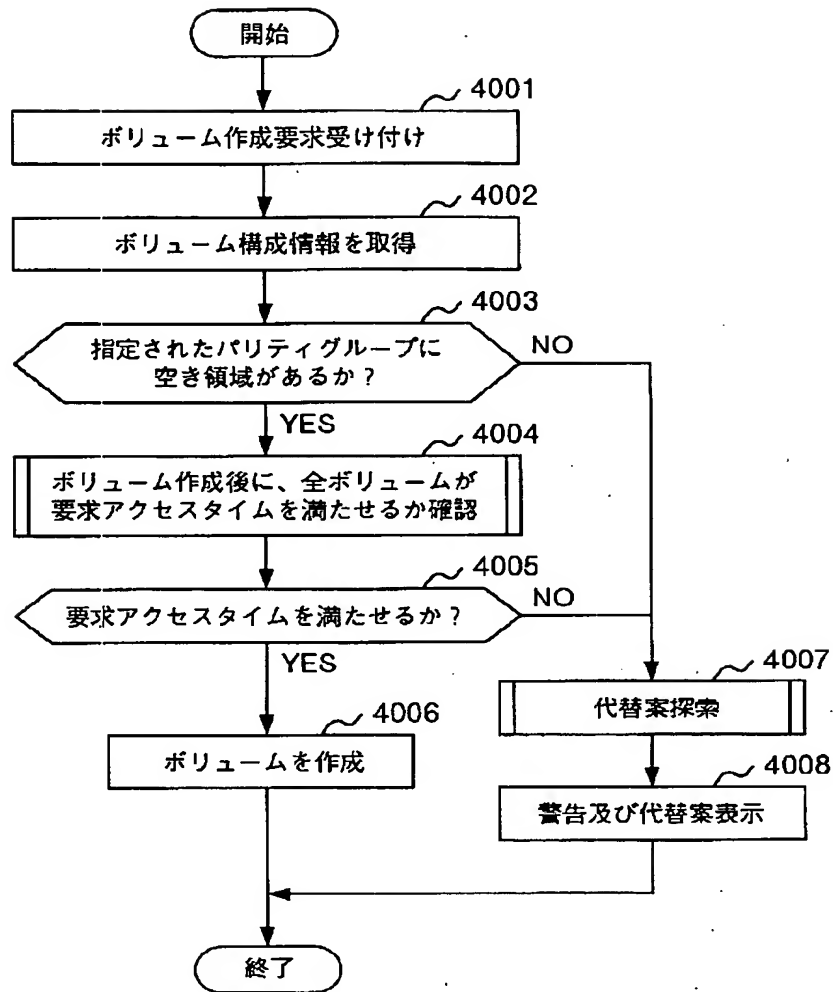 開始
4001
ボリューム作成要求受け付け
4002
ボリューム構成情報を取得
4003
指定されたパリティグループに
空き領域があるか？
NO
YES
4004
ボリューム作成後に、全ボリュームが
要求アクセスタイムを満たせるか確認
4005
要求アクセスタイムを満たせるか？
NO
YES
4006
ボリュームを作成
4007
代替案探索
4008
警告及び代替案表示
終了